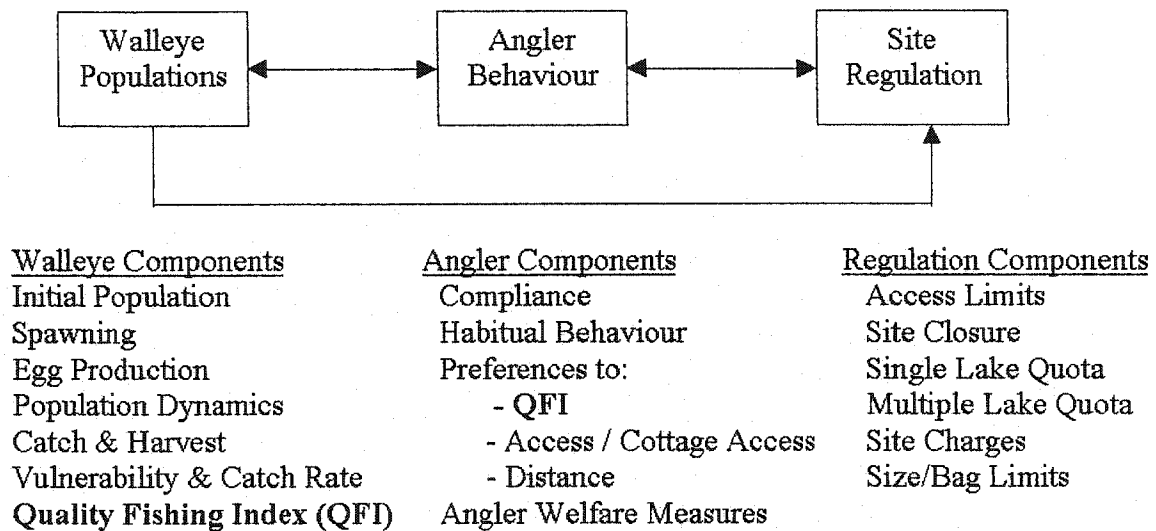 Walleye
Populations
Angler
Behaviour
Site
Regulation
Walleye Components
Initial Population
Spawning
Egg Production
Population Dynamics
Catch & Harvest
Vulnerability & Catch Rate
Quality Fishing Index (QFI)
Angler Components
Compliance
Habitual Behaviour
Preferences to:
- QFI
- Access / Cottage Access
- Distance
Angler Welfare Measures
Regulation Components
Access Limits
Site Closure
Single Lake Quota
Multiple Lake Quota
Site Charges
Size/Bag Limits